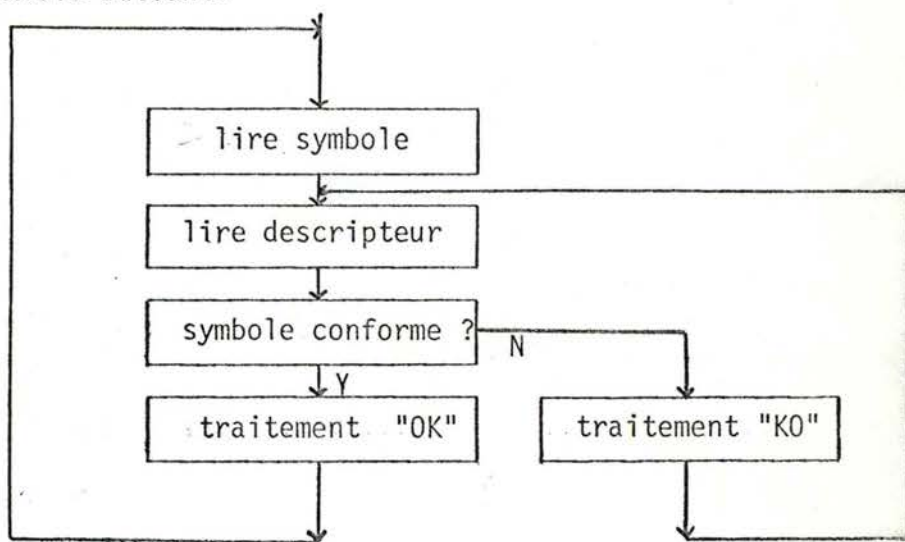 lire symbole
lire descripteur
symbole conforme ?
N
Y
traitement "OK"
traitement "KO"